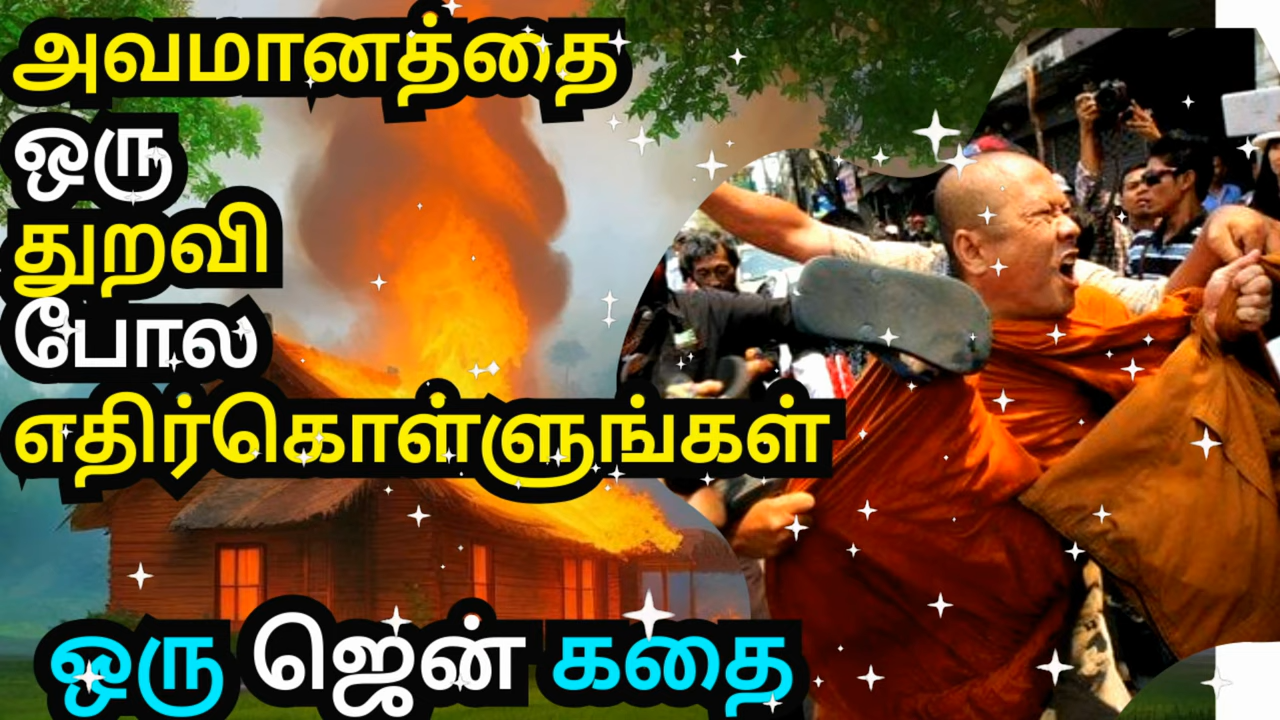 அவமானத்தை
ஒரு
துறவி
போல
எதிர்கொள்ளுங்கள்
ஒரு ஜென் கதை